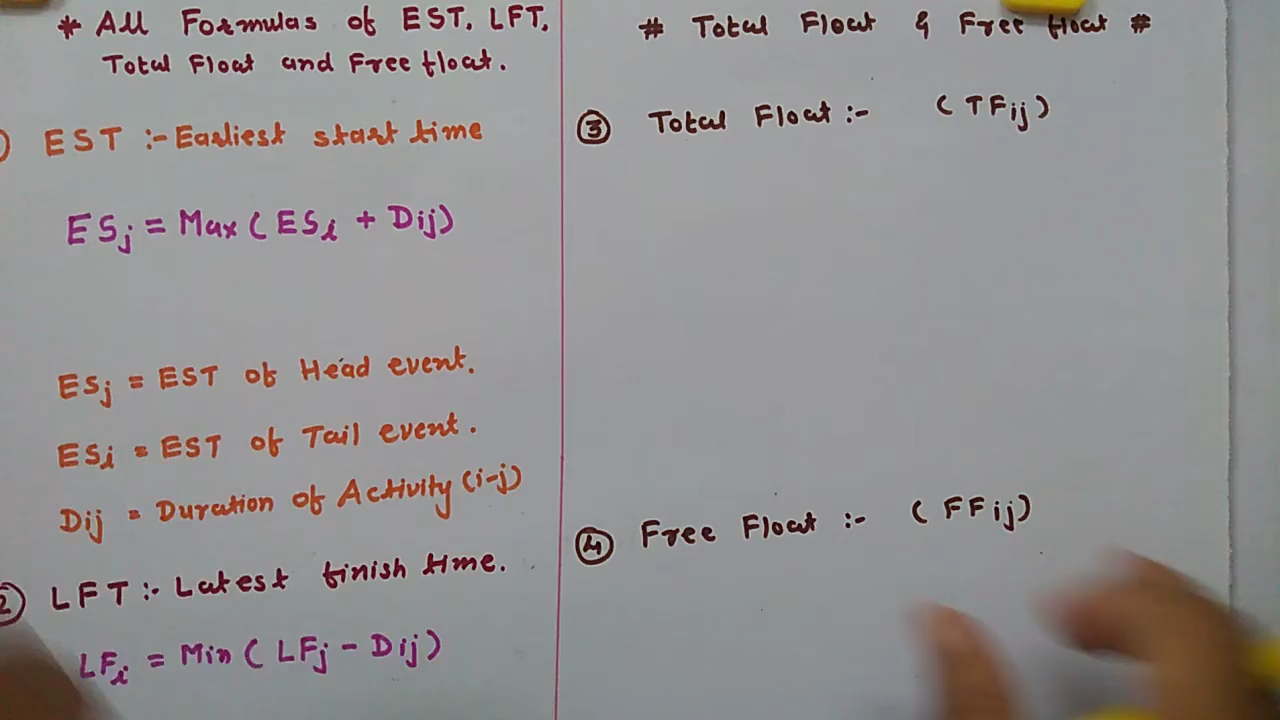 * All Formulas of EST, LFT,
Total Float and Free float.
) EST :- Earliest start time
ESj = Max ( ESi + Dij)
ESj = EST of Head event.
ESi = EST of Tail event.
Dij = Duration of Activity (i-j)
2) LFT :- Latest finish time.
LFi = Min ( LFj - Dij)
# Total Float & Free float #
③ Total Float :- ( TFij )
④ Free Float :- ( FFij)